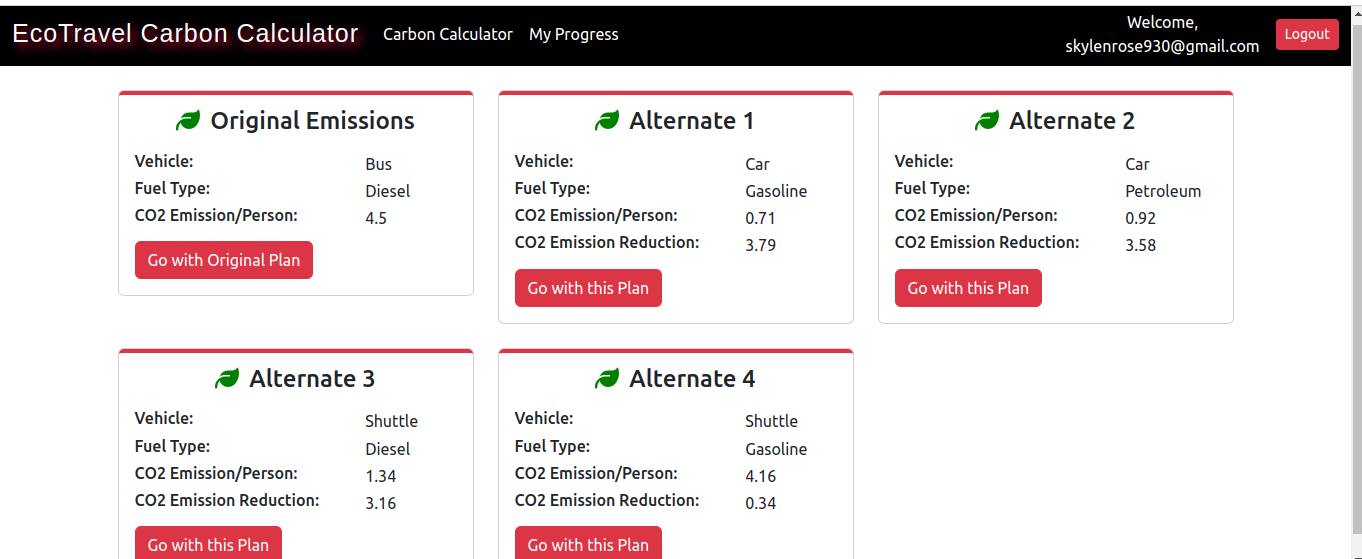 EcoTravel Carbon Calculator Carbon Calculator My Progress
Welcome,
skylenrose930@gmail.com
Logout
Original Emissions
Vehicle: Bus
Fuel Type: Diesel
CO2 Emission/Person: 4.5
Go with Original Plan
Alternate 1
Vehicle: Car
Fuel Type: Gasoline
CO2 Emission/Person: 0.71
CO2 Emission Reduction: 3.79
Go with this Plan
Alternate 2
Vehicle: Car
Fuel Type: Petroleum
CO2 Emission/Person: 0.92
CO2 Emission Reduction: 3.58
Go with this Plan
Alternate 3
Vehicle: Shuttle
Fuel Type: Diesel
CO2 Emission/Person: 1.34
CO2 Emission Reduction: 3.16
Go with this Plan
Alternate 4
Vehicle: Shuttle
Fuel Type: Gasoline
CO2 Emission/Person: 4.16
CO2 Emission Reduction: 0.34
Go with this Plan